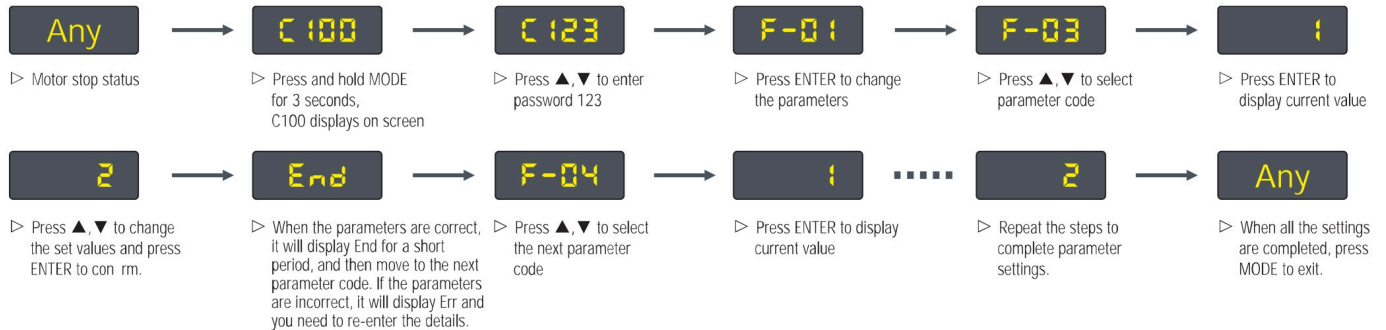 Any
C100
C123
F-01
F-03
1
▷ Motor stop status
▷ Press and hold MODE
for 3 seconds,
C100 displays on screen
▷ Press ▲,▼ to enter
password 123
▷ Press ENTER to change
the parameters
▷ Press ▲,▼ to select
parameter code
▷ Press ENTER to
display current value
2
End
F-04
1
2
Any
▷ Press ▲,▼ to change
the set values and press
ENTER to con rm.
▷ When the parameters are correct,
it will display End for a short
period, and then move to the next
parameter code. If the parameters
are incorrect, it will display Err and
you need to re-enter the details.
▷ Press ▲,▼ to select
the next parameter
code
▷ Press ENTER to display
current value
▷ Repeat the steps to
complete parameter
settings.
▷ When all the settings
are completed, press
MODE to exit.